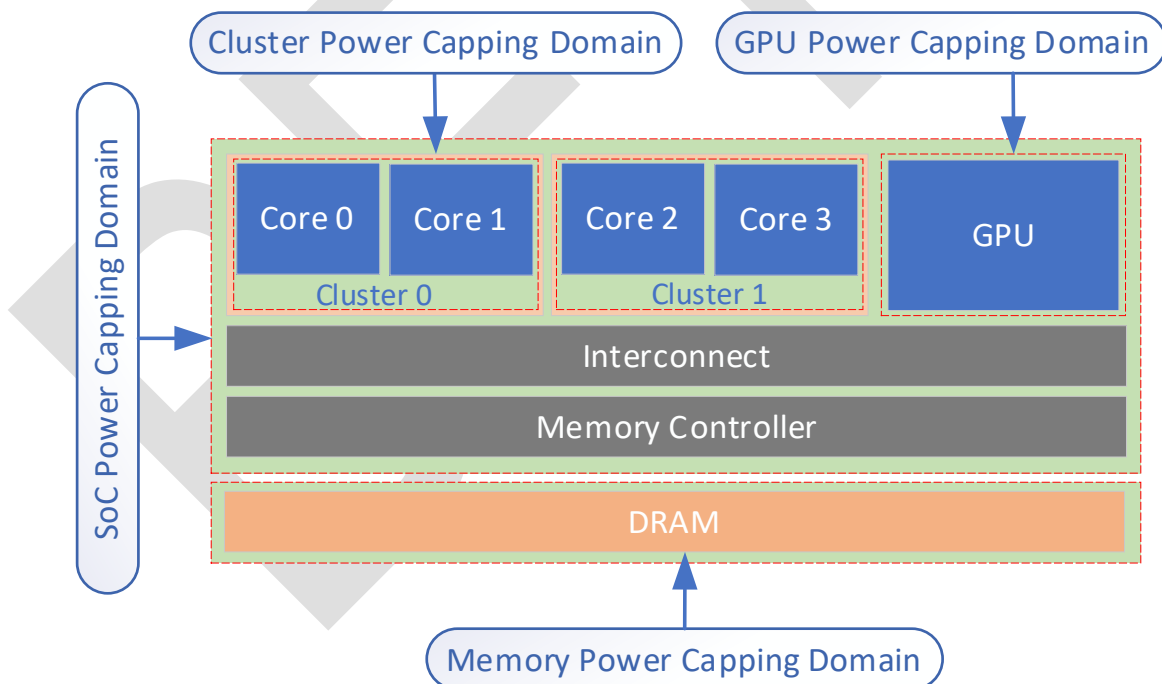 Cluster Power Capping Domain
GPU Power Capping Domain
SoC Power Capping Domain
Core 0
Core 1
Core 2
Core 3
GPU
Cluster 0
Cluster 1
Interconnect
Memory Controller
DRAM
Memory Power Capping Domain